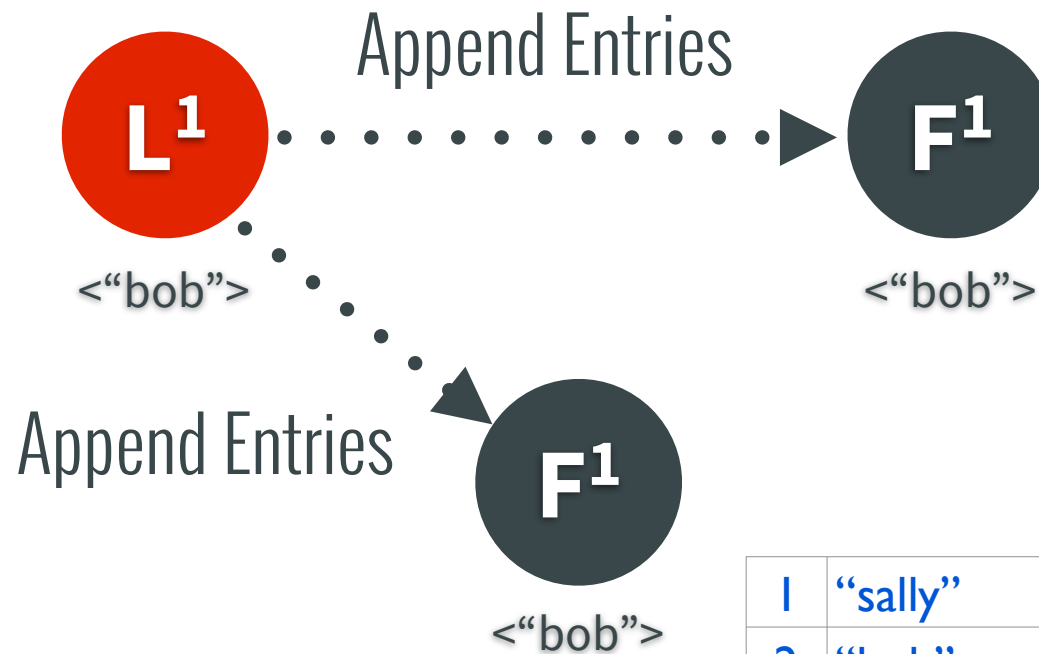 Append Entries
L¹
F¹
<“bob”>
<“bob”>
Append Entries
F¹
<“bob”>
1 “sally”